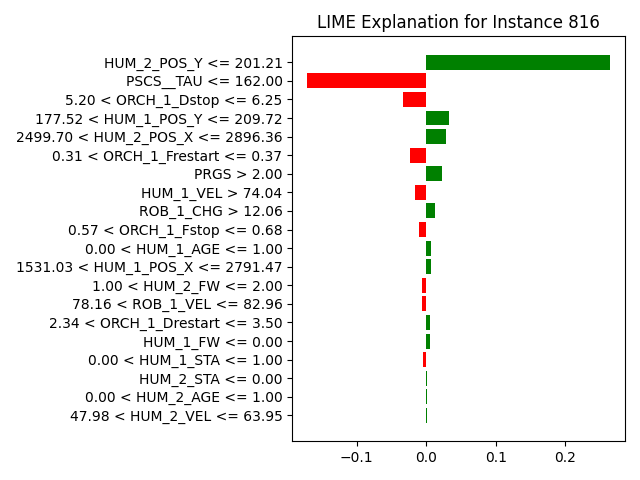 LIME Explanation for Instance 816
HUM_2_POS_Y <= 201.21
PSCS__TAU <= 162.00
5.20 < ORCH_1_Dstop <= 6.25
177.52 < HUM_1_POS_Y <= 209.72
2499.70 < HUM_2_POS_X <= 2896.36
0.31 < ORCH_1_Frestart <= 0.37
PRGS > 2.00
HUM_1_VEL > 74.04
ROB_1_CHG > 12.06
0.57 < ORCH_1_Fstop <= 0.68
0.00 < HUM_1_AGE <= 1.00
1531.03 < HUM_1_POS_X <= 2791.47
1.00 < HUM_2_FW <= 2.00
78.16 < ROB_1_VEL <= 82.96
2.34 < ORCH_1_Drestart <= 3.50
HUM_1_FW <= 0.00
0.00 < HUM_1_STA <= 1.00
HUM_2_STA <= 0.00
0.00 < HUM_2_AGE <= 1.00
47.98 < HUM_2_VEL <= 63.95
−0.1 0.0 0.1 0.2